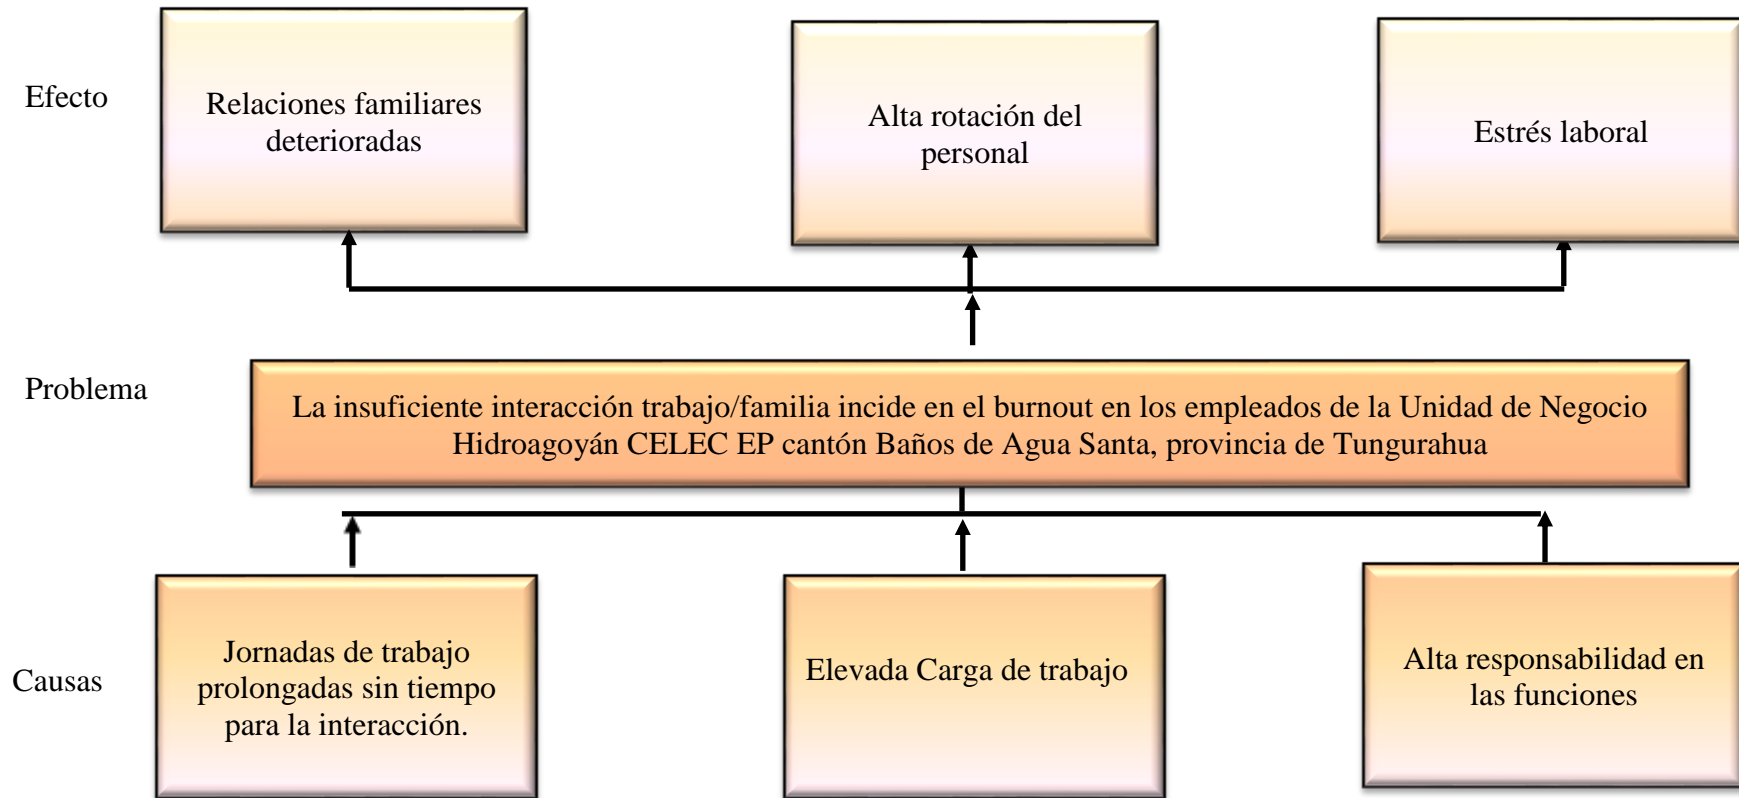 Efecto
Relaciones familiares
deterioradas
Alta rotación del
personal
Estrés laboral
Problema
La insuficiente interacción trabajo/familia incide en el burnout en los empleados de la Unidad de Negocio
Hidroagoyán CELEC EP cantón Baños de Agua Santa, provincia de Tungurahua
Causas
Jornadas de trabajo
prolongadas sin tiempo
para la interacción.
Elevada Carga de trabajo
Alta responsabilidad en
las funciones